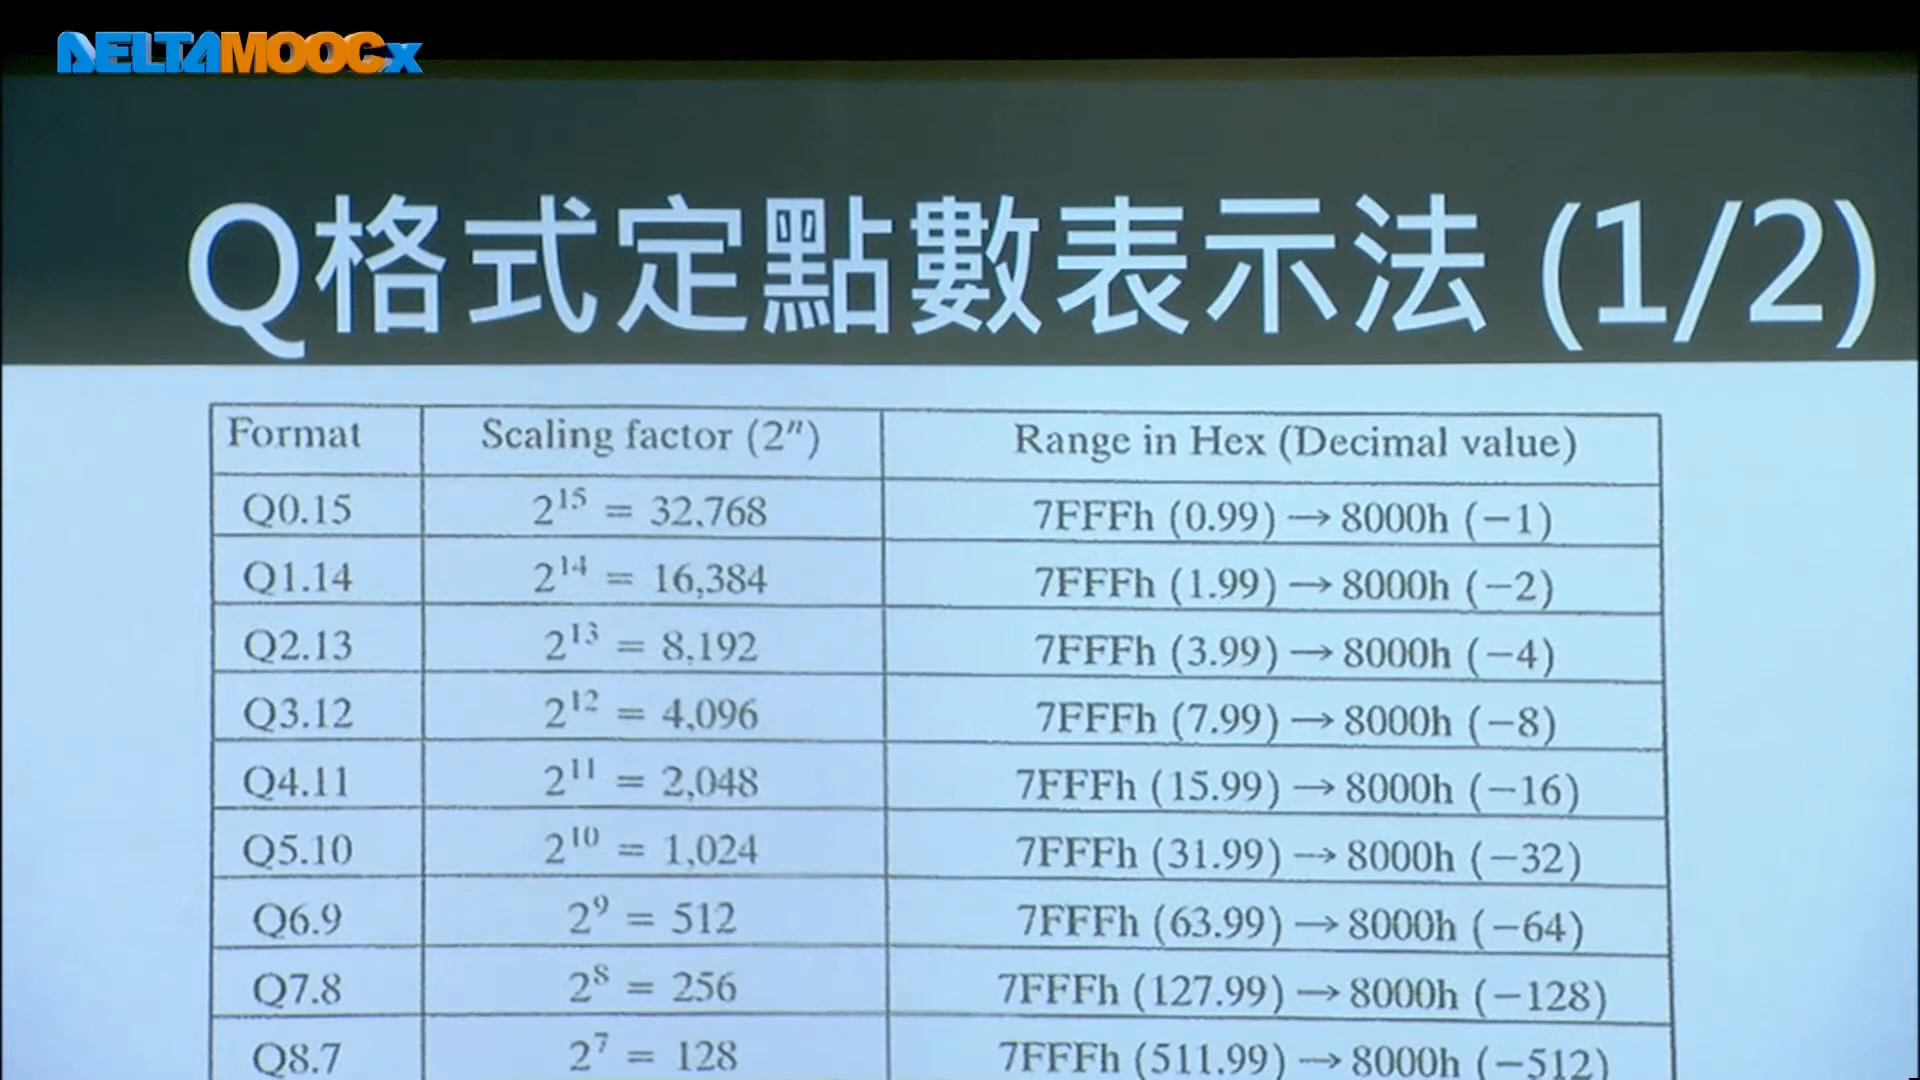 DELTAMOOCx
Q格式定點數表示法 (1/2)
Format Scaling factor (2ⁿ) Range in Hex (Decimal value)
Q0.15 2¹⁵ = 32,768 7FFFh (0.99) → 8000h (−1)
Q1.14 2¹⁴ = 16,384 7FFFh (1.99) → 8000h (−2)
Q2.13 2¹³ = 8,192 7FFFh (3.99) → 8000h (−4)
Q3.12 2¹² = 4,096 7FFFh (7.99) → 8000h (−8)
Q4.11 2¹¹ = 2,048 7FFFh (15.99) → 8000h (−16)
Q5.10 2¹⁰ = 1,024 7FFFh (31.99) → 8000h (−32)
Q6.9 2⁹ = 512 7FFFh (63.99) → 8000h (−64)
Q7.8 2⁸ = 256 7FFFh (127.99) → 8000h (−128)
Q8.7 2⁷ = 128 7FFFh (511.99) → 8000h (−512)